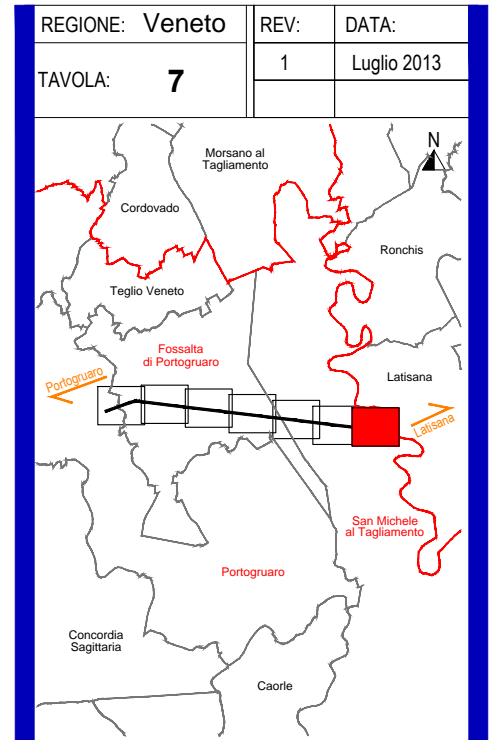 REGIONE: Veneto
REV:
DATA:
1
Luglio 2013
TAVOLA: 7
N
Morsano al
Tagliamento
Cordovado
Ronchis
Teglio Veneto
Fossalta
di Portogruaro
Portogruaro
Latisana
Latisana
San Michele
al Tagliamento
Portogruaro
Concordia
Sagittaria
Caorle